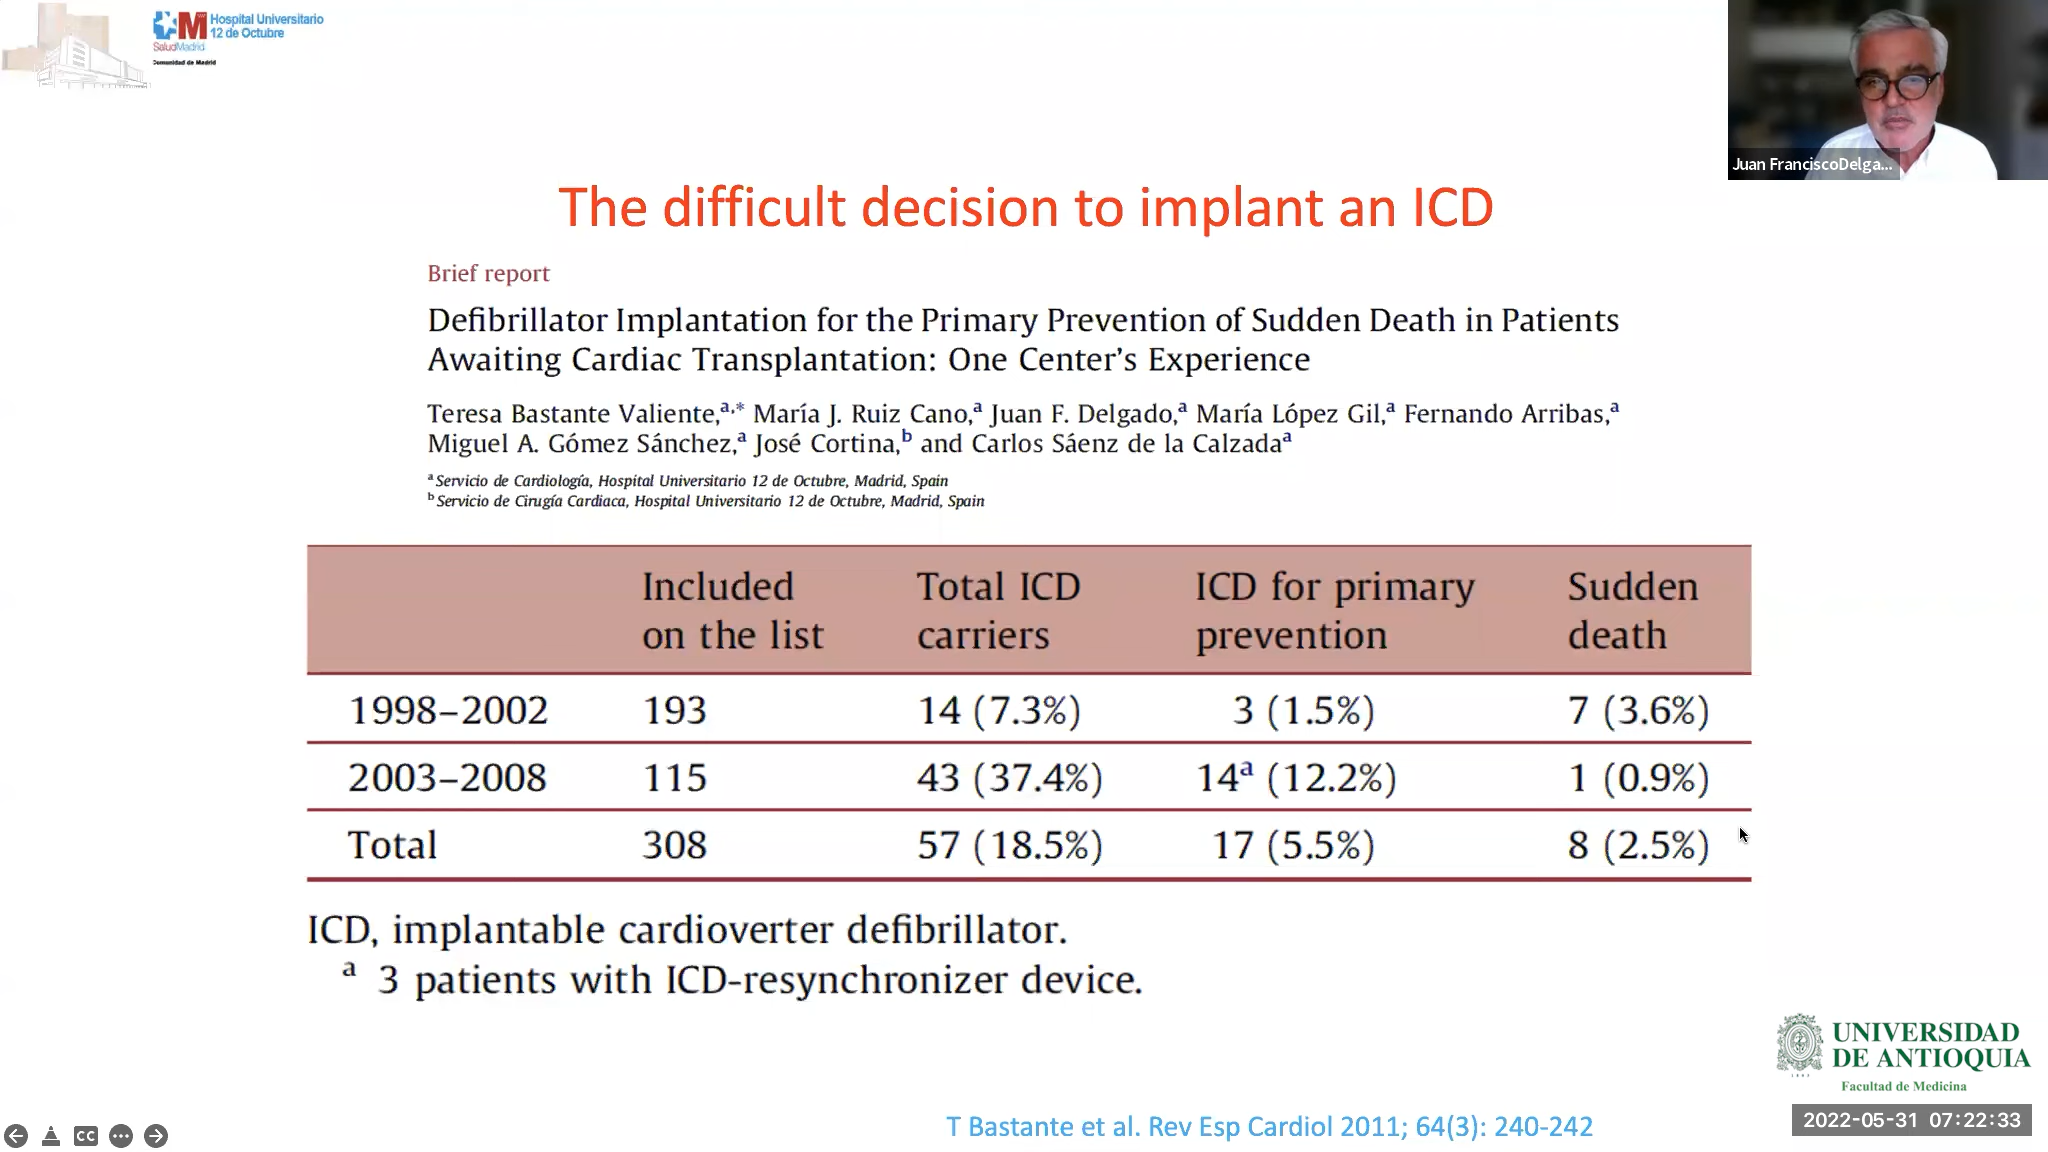 Hospital Universitario
12 de Octubre
SaludMadrid
Comunidad de Madrid
Juan FranciscoDelga...
The difficult decision to implant an ICD
Brief report
Defibrillator Implantation for the Primary Prevention of Sudden Death in Patients
Awaiting Cardiac Transplantation: One Center's Experience
Teresa Bastante Valiente,a,* María J. Ruiz Cano,a Juan F. Delgado,a María López Gil,a Fernando Arribas,a
Miguel A. Gómez Sánchez,a José Cortina,b and Carlos Sáenz de la Calzadaa
a Servicio de Cardiología, Hospital Universitario 12 de Octubre, Madrid, Spain
b Servicio de Cirugía Cardiaca, Hospital Universitario 12 de Octubre, Madrid, Spain
Included on the list Total ICD carriers ICD for primary prevention Sudden death
1998–2002 193 14 (7.3%) 3 (1.5%) 7 (3.6%)
2003–2008 115 43 (37.4%) 14a (12.2%) 1 (0.9%)
Total 308 57 (18.5%) 17 (5.5%) 8 (2.5%)
ICD, implantable cardioverter defibrillator.
a 3 patients with ICD-resynchronizer device.
UNIVERSIDAD
DE ANTIOQUIA
1803
Facultad de Medicina
T Bastante et al. Rev Esp Cardiol 2011; 64(3): 240-242
2022-05-31 07:22:33
CC